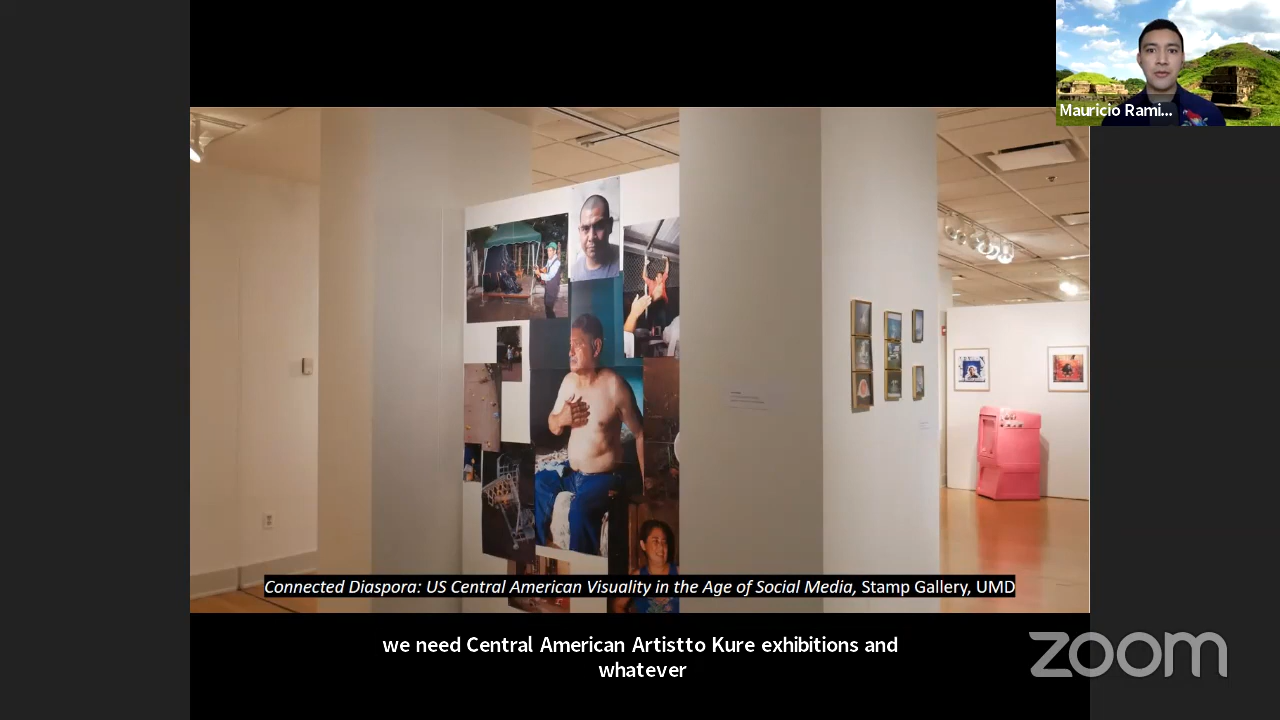 Mauricio Rami...
Connected Diaspora: US Central American Visuality in the Age of Social Media, Stamp Gallery, UMD
we need Central American Artistto Kure exhibitions and
whatever
zoom